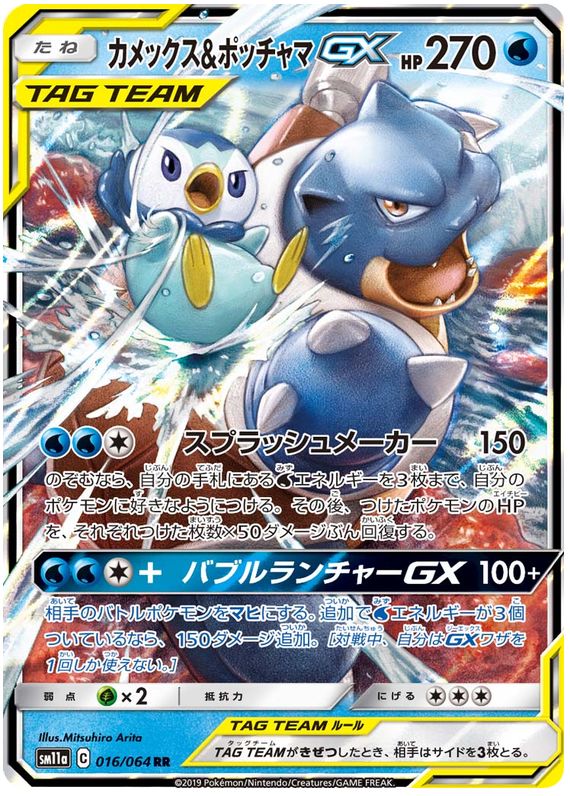 たね カメックス&ポッチャマGX HP270
TAG TEAM
スプラッシュメーカー 150
のぞむなら、自分の手札にあるエネルギーを3枚まで、自分の
ポケモンに好きなようにつける。その後、つけたポケモンのHP
を、それぞれつけた枚数×50ダメージぶん回復する。
+ バブルランチャーGX 100+
相手のバトルポケモンをマヒにする。追加でエネルギーが3個
ついているなら、150ダメージ追加。[対戦中、自分はGXワザを
1回しか使えない。]
弱点 ×2 抵抗力 にげる
Illus.Mitsuhiro Arita
TAG TEAM ルール
TAG TEAMがきぜつしたとき、相手はサイドを3枚とる。
sm11a C 016/064 RR
©2019 Pokémon/Nintendo/Creatures/GAME FREAK.